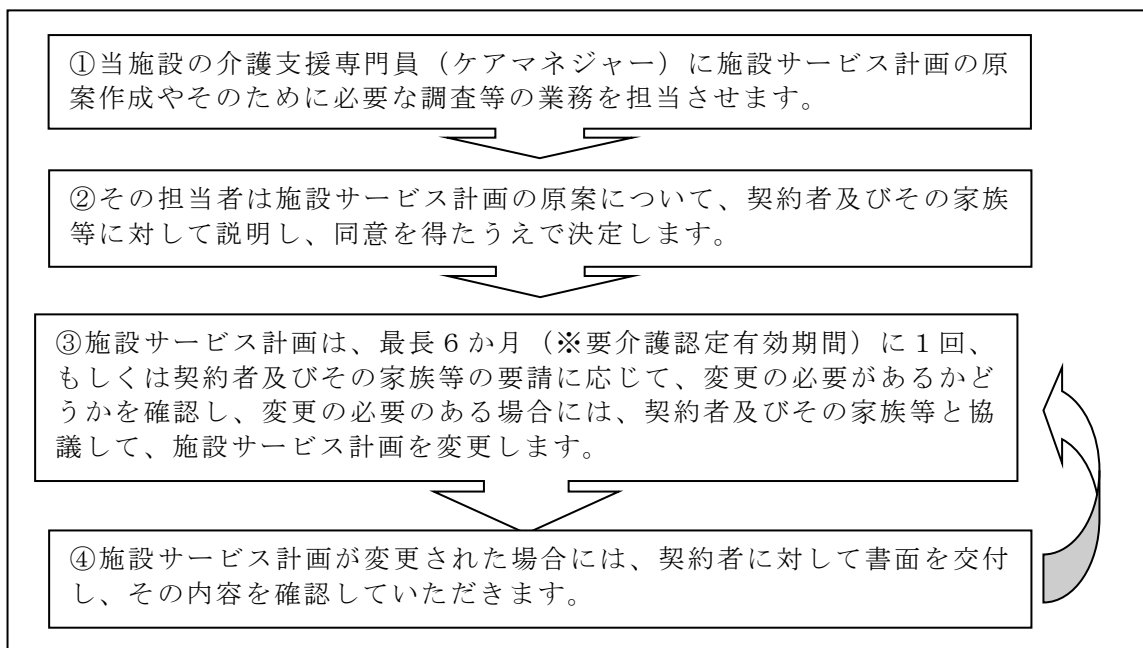 ①当施設の介護支援専門員（ケアマネジャー）に施設サービス計画の原
案作成やそのために必要な調査等の業務を担当させます。
②その担当者は施設サービス計画の原案について、契約者及びその家族
等に対して説明し、同意を得たうえで決定します。
③施設サービス計画は、最長６か月（※要介護認定有効期間）に１回、
もしくは契約者及びその家族等の要請に応じて、変更の必要があるかど
うかを確認し、変更の必要のある場合には、契約者及びその家族等と協
議して、施設サービス計画を変更します。
④施設サービス計画が変更された場合には、契約者に対して書面を交付
し、その内容を確認していただきます。